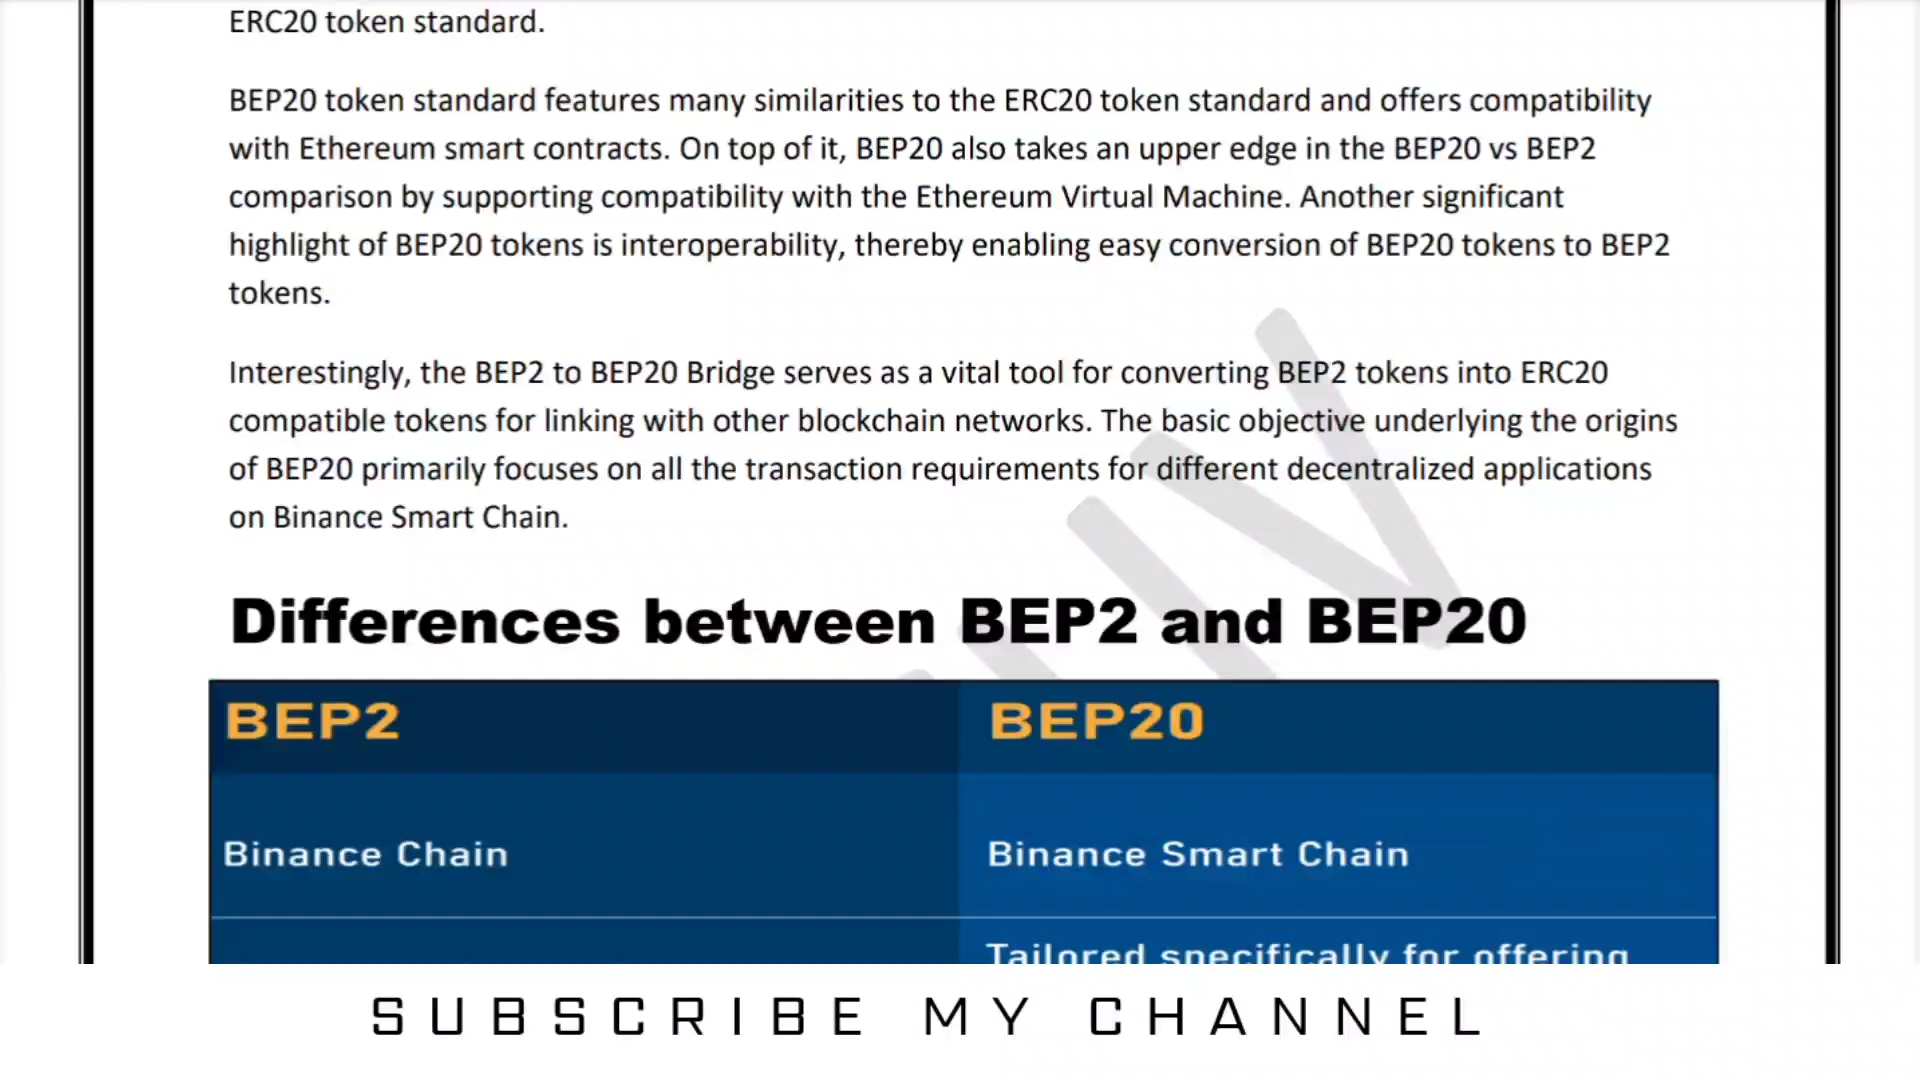 ERC20 token standard.
BEP20 token standard features many similarities to the ERC20 token standard and offers compatibility
with Ethereum smart contracts. On top of it, BEP20 also takes an upper edge in the BEP20 vs BEP2
comparison by supporting compatibility with the Ethereum Virtual Machine. Another significant
highlight of BEP20 tokens is interoperability, thereby enabling easy conversion of BEP20 tokens to BEP2
tokens.
Interestingly, the BEP2 to BEP20 Bridge serves as a vital tool for converting BEP2 tokens into ERC20
compatible tokens for linking with other blockchain networks. The basic objective underlying the origins
of BEP20 primarily focuses on all the transaction requirements for different decentralized applications
on Binance Smart Chain.
Differences between BEP2 and BEP20
BEP2 BEP20
Binance Chain Binance Smart Chain
Tailored specifically for offering
SUBSCRIBE MY CHANNEL